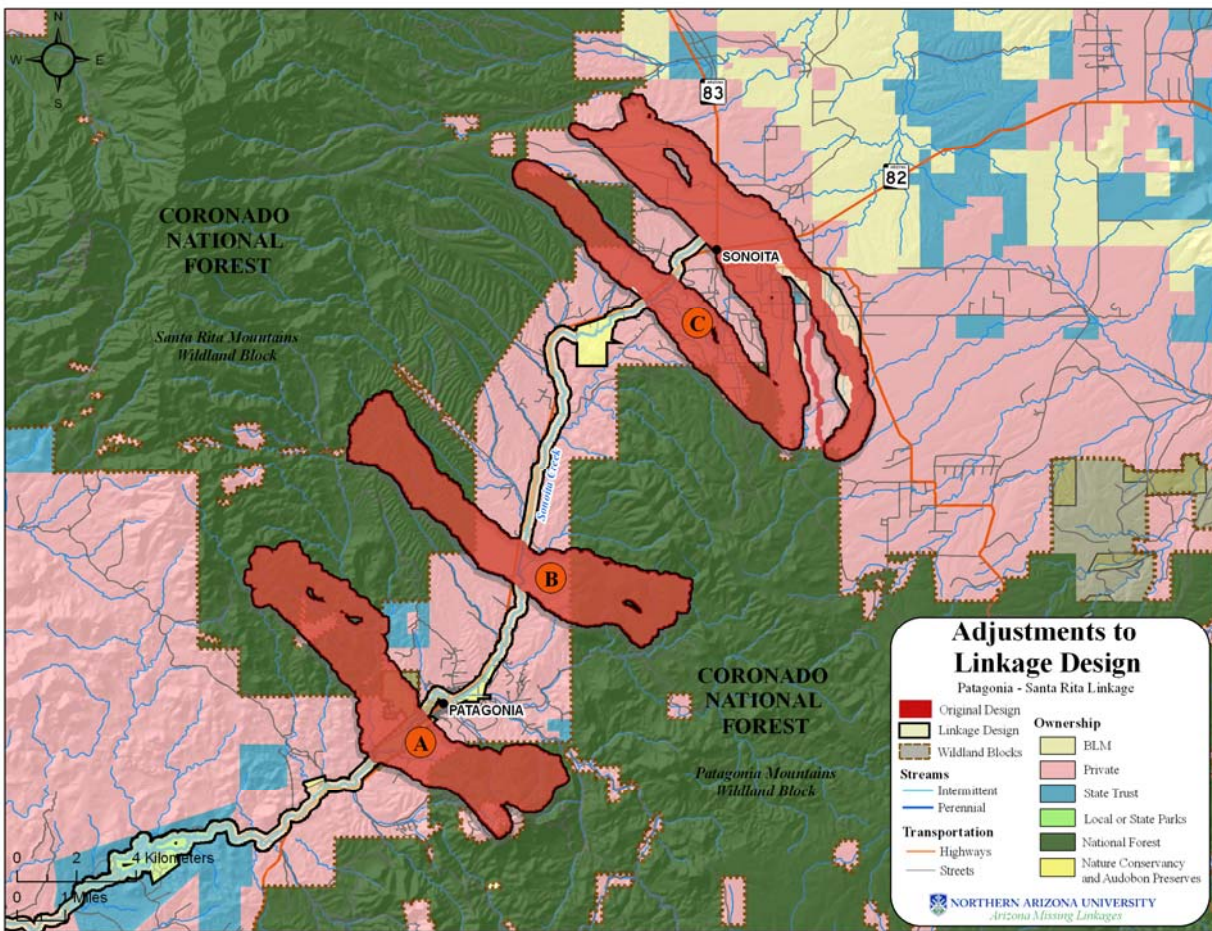 N
W E
S
ARIZONA
83
ARIZONA
82
CORONADO
NATIONAL
FOREST
SONOITA
Santa Rita Mountains
Wildland Block
C
Sonoita Creek
B
PATAGONIA
A
CORONADO
NATIONAL
FOREST
Patagonia Mountains
Wildland Block
0 2 4 Kilometers
0 1 Miles
Adjustments to
Linkage Design
Patagonia - Santa Rita Linkage
Original Design
Linkage Design
Wildland Blocks
Streams
Intermittent
Perennial
Transportation
Highways
Streets
Ownership
BLM
Private
State Trust
Local or State Parks
National Forest
Nature Conservancy
and Audobon Preserves
NORTHERN ARIZONA UNIVERSITY
Arizona Missing Linkages